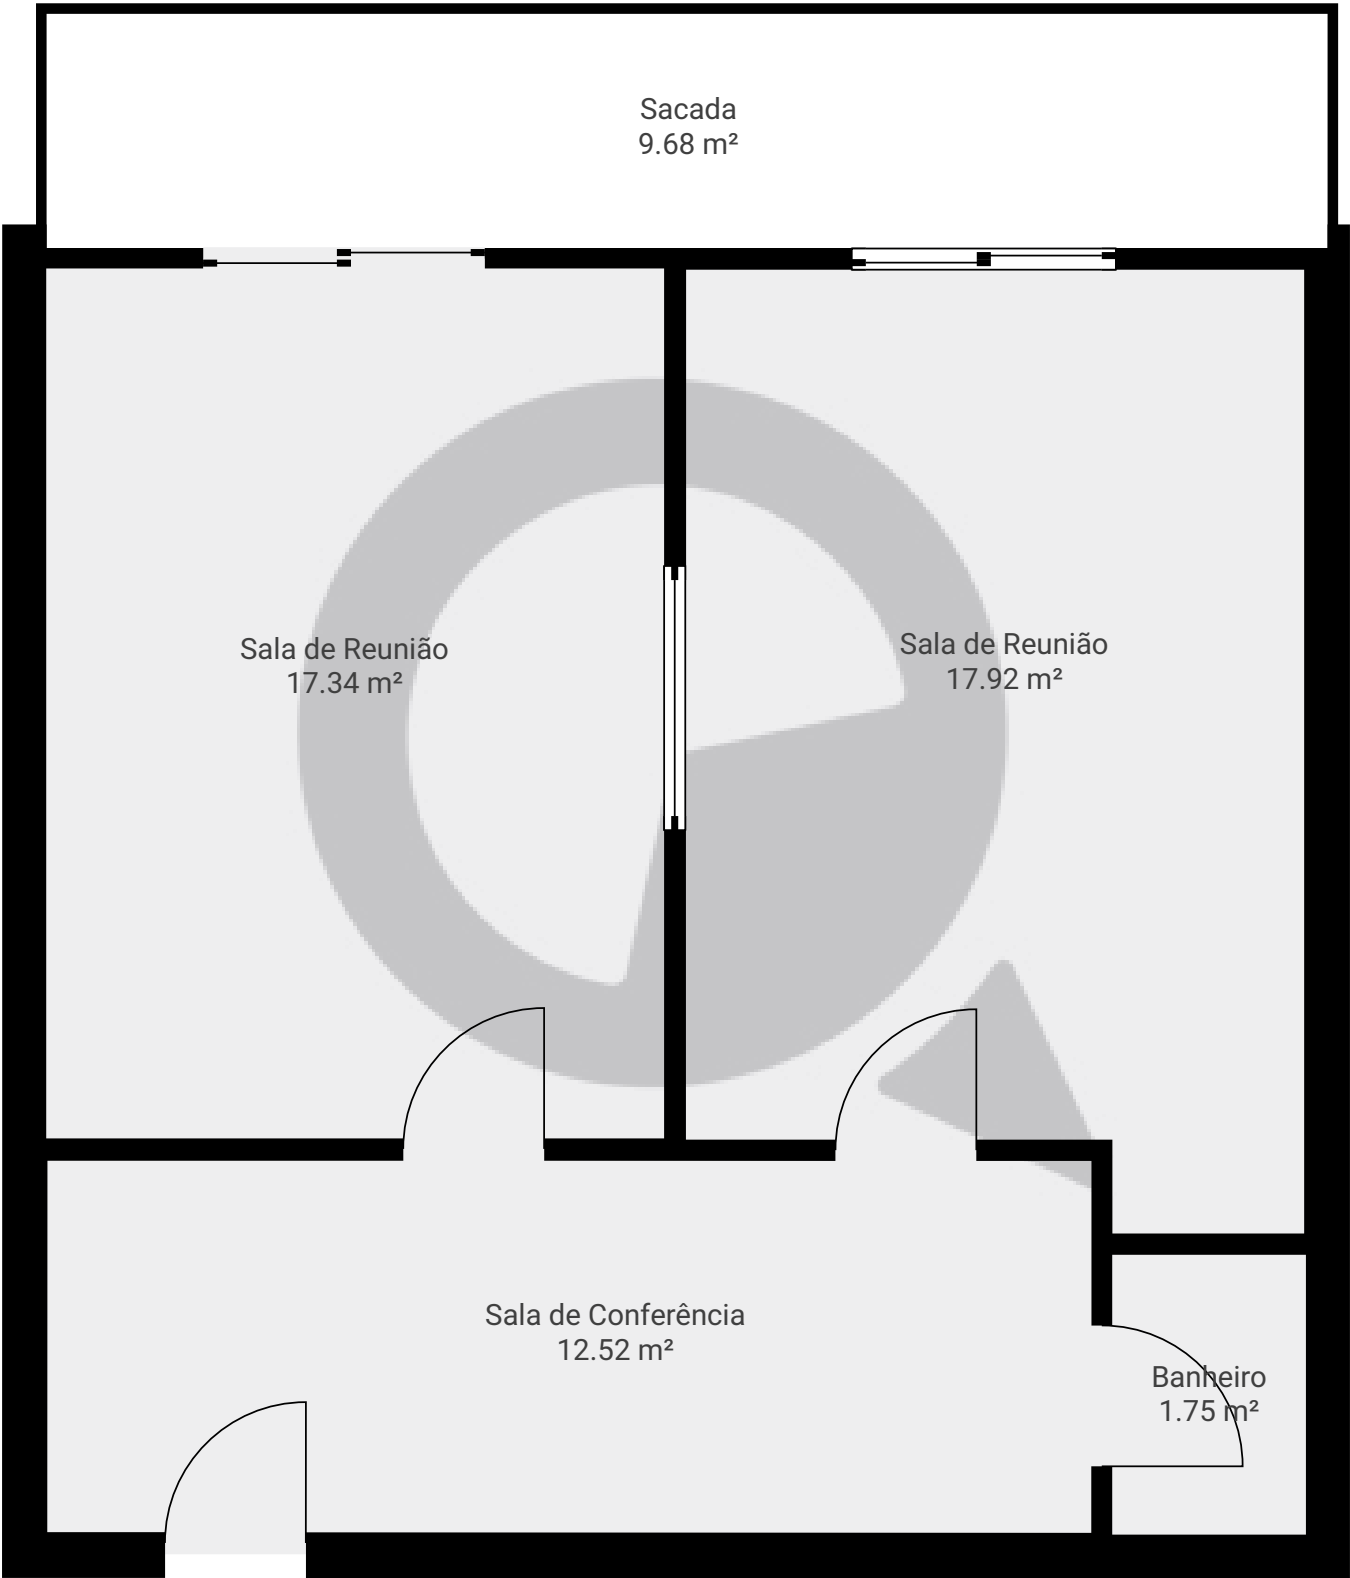 Sacada
9.68 m²
Sala de Reunião
17.34 m²
Sala de Reunião
17.92 m²
Sala de Conferência
12.52 m²
Banheiro
1.75 m²